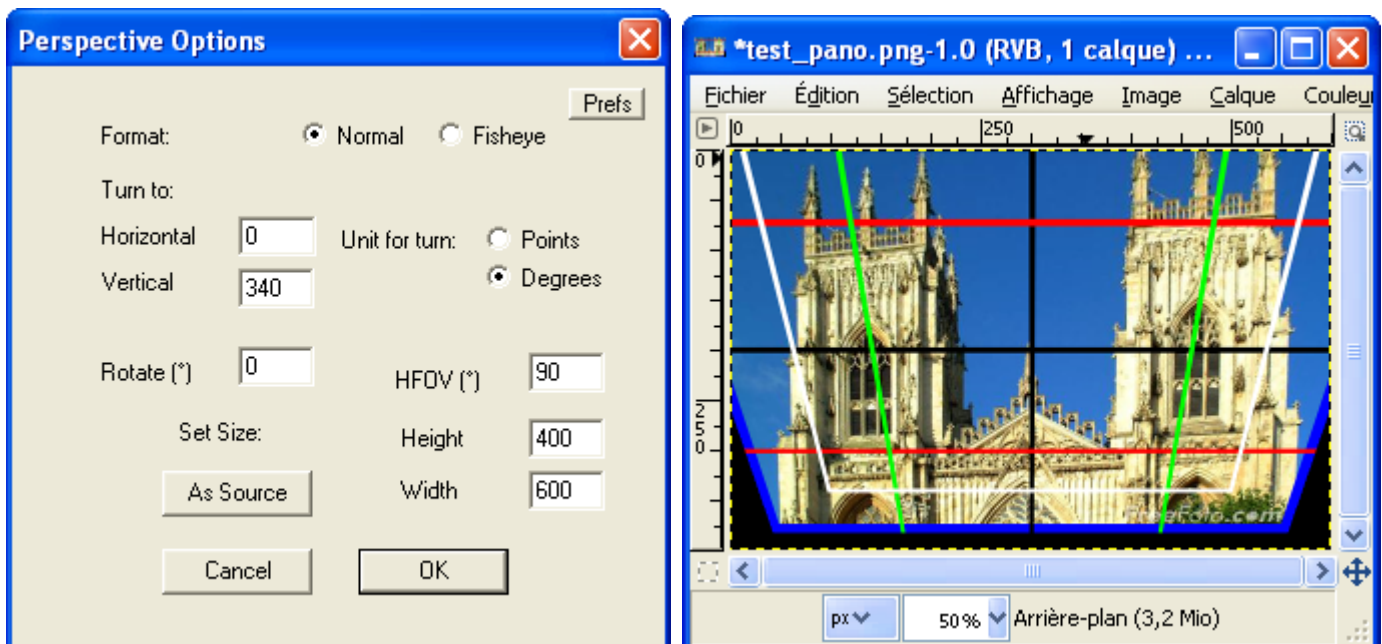 Perspective Options
Prefs
Format: Normal Fisheye
Turn to:
Horizontal 0 Unit for turn: Points
Vertical 340 Degrees
Rotate (°) 0 HFOV (°) 90
Set Size: Height 400
As Source Width 600
Cancel OK
*test_pano.png-1.0 (RVB, 1 calque) ...
Fichier Édition Sélection Affichage Image Calque Couleu
0 250 500
0
250
FreeFoto.com
px 50% Arrière-plan (3,2 Mio)